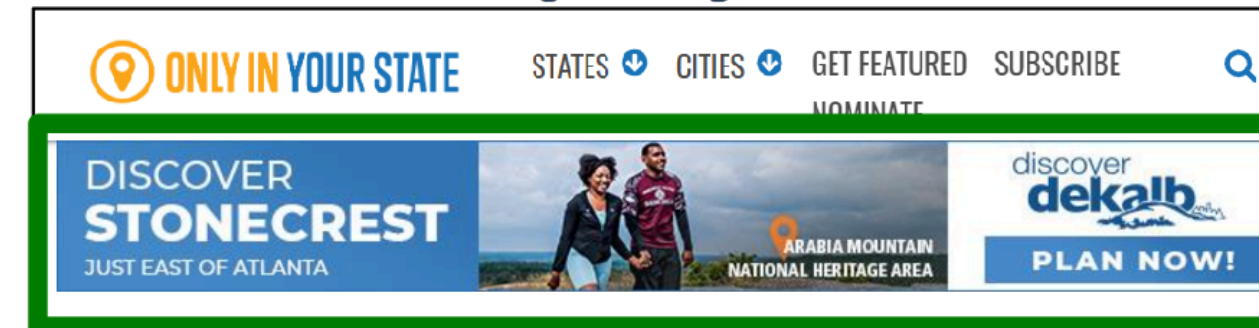 ONLY IN YOUR STATE
STATES
CITIES
GET FEATURED
SUBSCRIBE
NOMINATE
DISCOVER
STONECREST
JUST EAST OF ATLANTA
ARABIA MOUNTAIN
NATIONAL HERITAGE AREA
discover
dekalb
PLAN NOW!